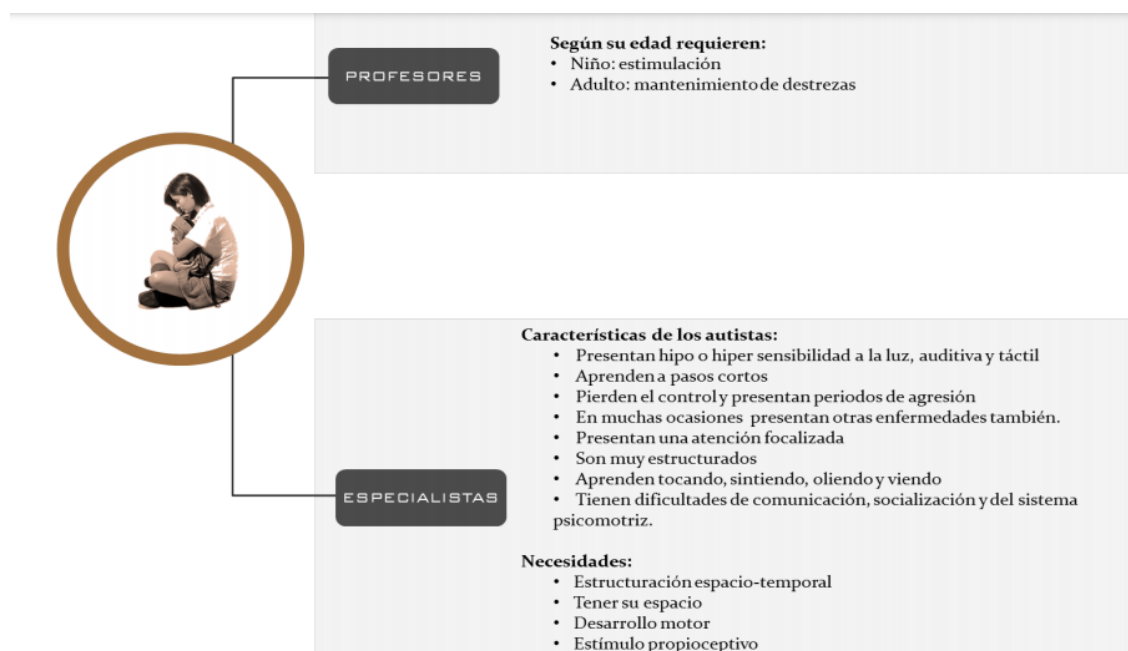 PROFESORES
Según su edad requieren:
• Niño: estimulación
• Adulto: mantenimiento de destrezas
ESPECIALISTAS
Características de los autistas:
• Presentan hipo o hiper sensibilidad a la luz, auditiva y táctil
• Aprenden a pasos cortos
• Pierden el control y presentan periodos de agresión
• En muchas ocasiones presentan otras enfermedades también.
• Presentan una atención focalizada
• Son muy estructurados
• Aprenden tocando, sintiendo, oliendo y viendo
• Tienen dificultades de comunicación, socialización y del sistema
psicomotriz.
Necesidades:
• Estructuración espacio-temporal
• Tener su espacio
• Desarrollo motor
• Estímulo propioceptivo